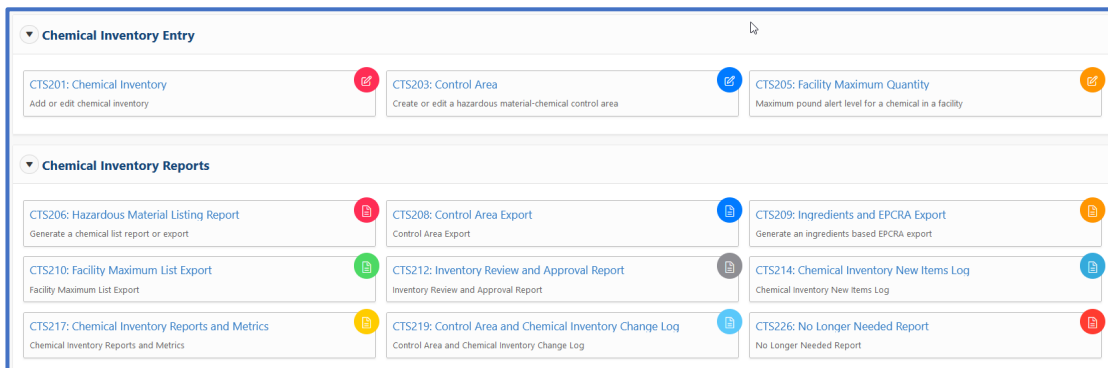 Chemical Inventory Entry
CTS201: Chemical Inventory
Add or edit chemical inventory
CTS203: Control Area
Create or edit a hazardous material-chemical control area
CTS205: Facility Maximum Quantity
Maximum pound alert level for a chemical in a facility
Chemical Inventory Reports
CTS206: Hazardous Material Listing Report
Generate a chemical list report or export
CTS208: Control Area Export
Control Area Export
CTS209: Ingredients and EPCRA Export
Generate an ingredients based EPCRA export
CTS210: Facility Maximum List Export
Facility Maximum List Export
CTS212: Inventory Review and Approval Report
Inventory Review and Approval Report
CTS214: Chemical Inventory New Items Log
Chemical Inventory New Items Log
CTS217: Chemical Inventory Reports and Metrics
Chemical Inventory Reports and Metrics
CTS219: Control Area and Chemical Inventory Change Log
Control Area and Chemical Inventory Change Log
CTS226: No Longer Needed Report
No Longer Needed Report